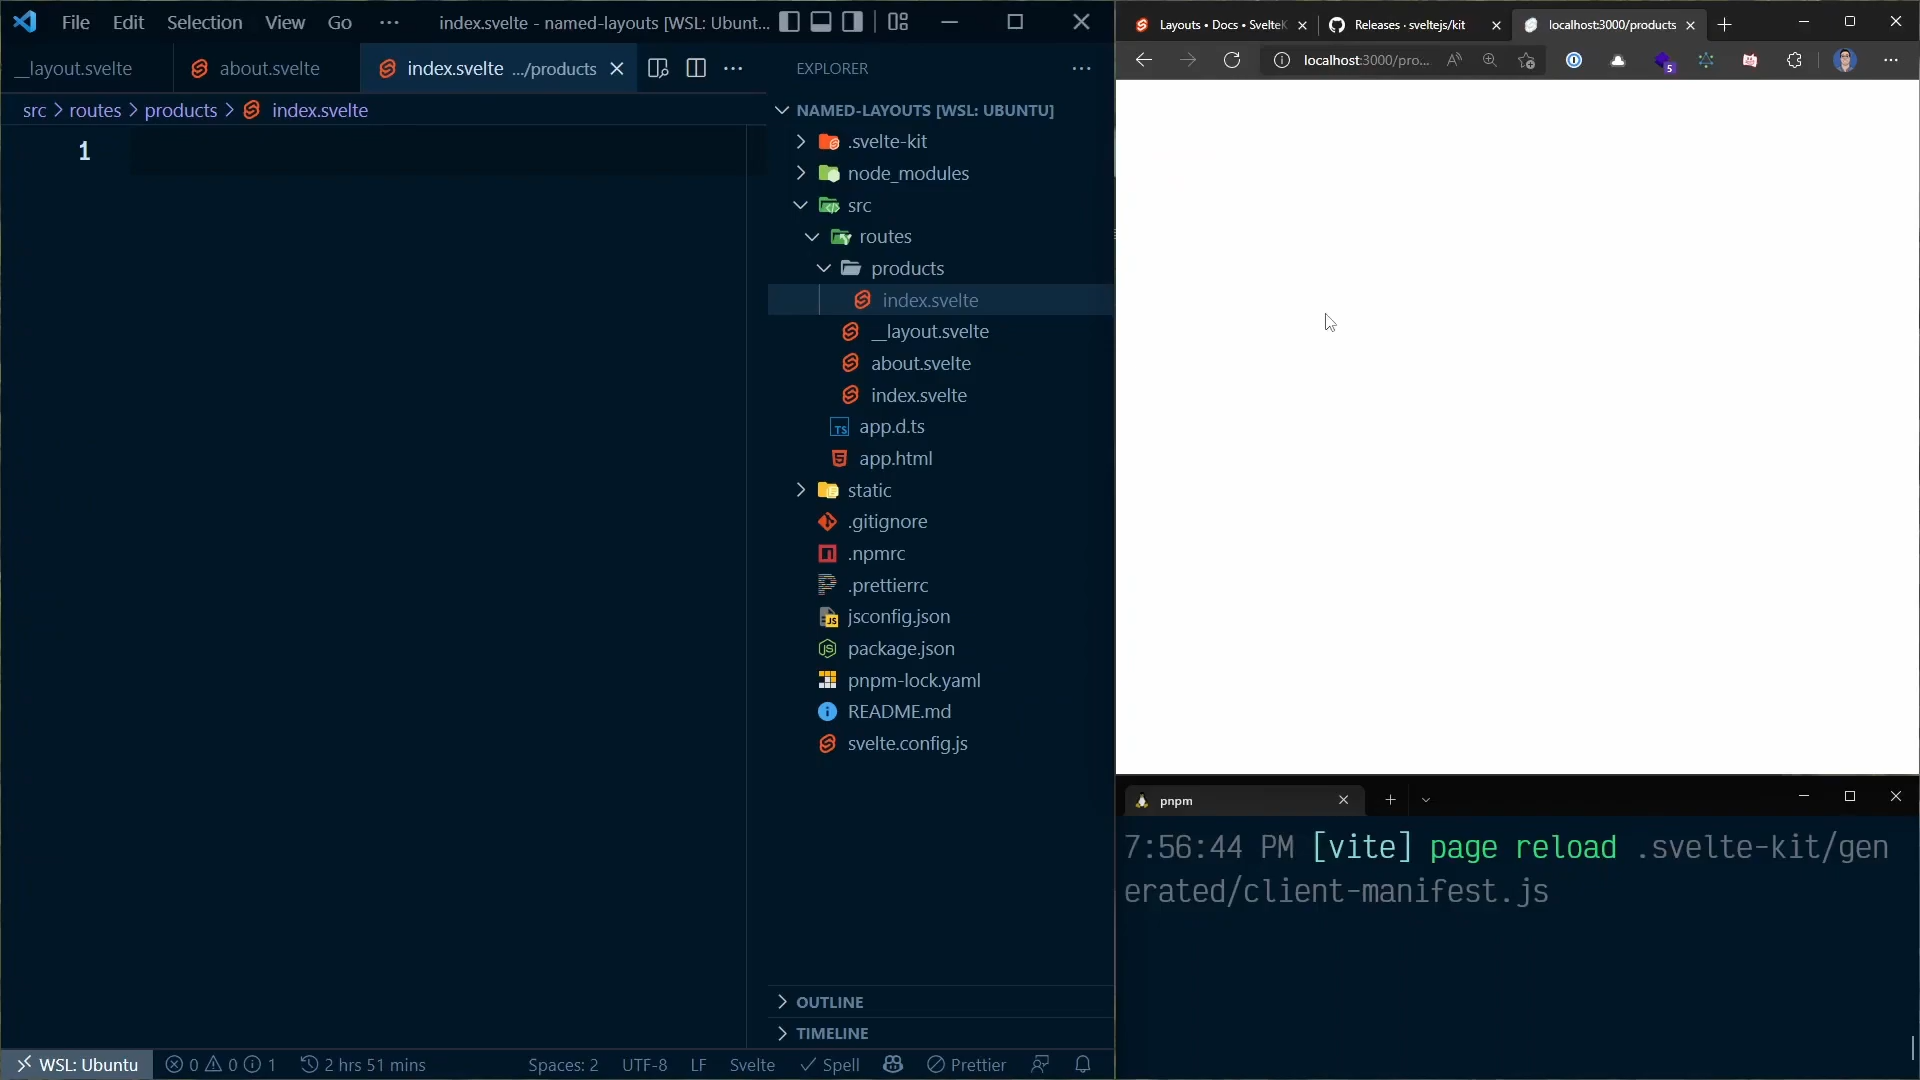 File Edit Selection View Go ··· index.svelte - named-layouts [WSL: Ubunt...
__layout.svelte about.svelte index.svelte .../products
src > routes > products > index.svelte
1
EXPLORER
NAMED-LAYOUTS [WSL: UBUNTU]
.svelte-kit
node_modules
src
routes
products
index.svelte
__layout.svelte
about.svelte
index.svelte
app.d.ts
app.html
static
.gitignore
.npmrc
.prettierrc
jsconfig.json
package.json
pnpm-lock.yaml
README.md
svelte.config.js
OUTLINE
TIMELINE
WSL: Ubuntu 0 0 1 2 hrs 51 mins Spaces: 2 UTF-8 LF Svelte Spell Prettier
Layouts • Docs • SvelteK Releases · sveltejs/kit localhost:3000/products
localhost:3000/pro... 5
pnpm
7:56:44 PM [vite] page reload .svelte-kit/gen
erated/client-manifest.js